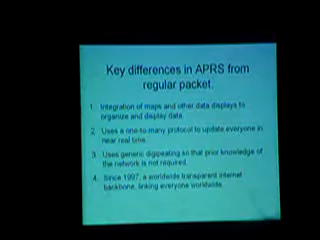 Key differences in APRS from
regular packet.
1. Integration of maps and other data displays to
organize and display data.
2. Uses a one-to-many protocol to update everyone in
near real time.
3. Uses generic digipeating so that prior knowledge of
the network is not required.
4. Since 1997, a worldwide transparent internet
backbone, linking everyone worldwide.